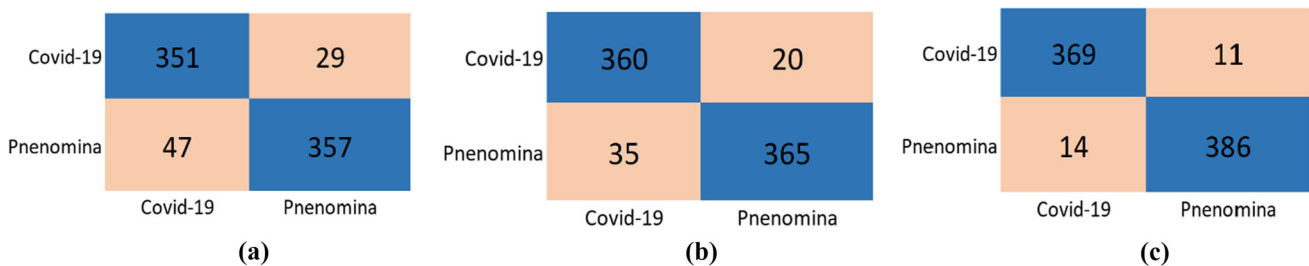 Covid-19 351 29
Pnenomina 47 357
Covid-19 Pnenomina
(a)
Covid-19 360 20
Pnenomina 35 365
Covid-19 Pnenomina
(b)
Covid-19 369 11
Pnenomina 14 386
Covid-19 Pnenomina
(c)